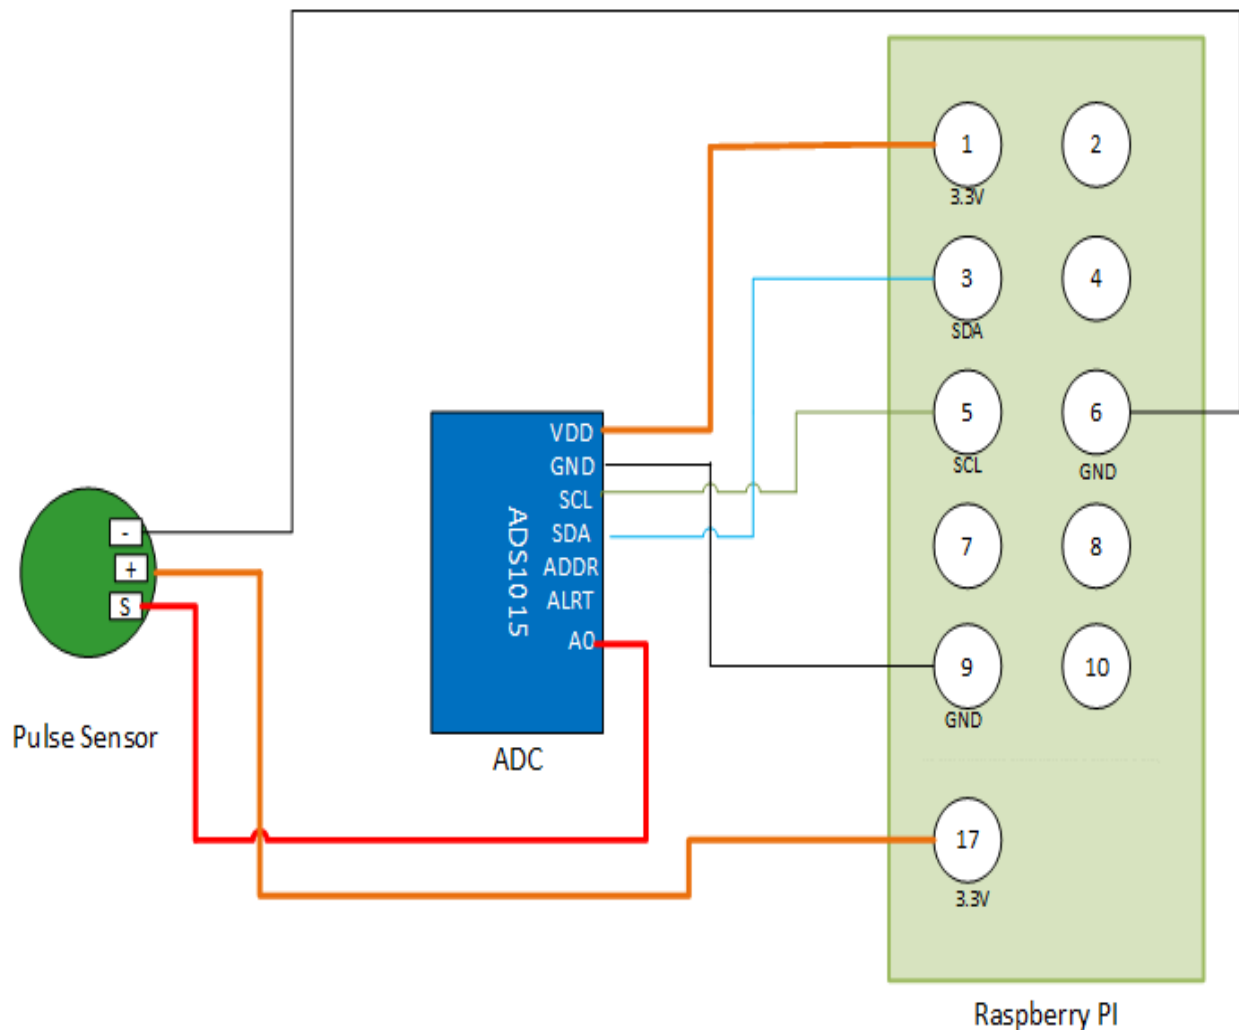 1
2
3.3V
3
4
SDA
5
6
SCL
GND
7
8
9
10
GND
17
3.3V
Raspberry PI
VDD
GND
SCL
SDA
ADDR
ALRT
A0
ADS1015
ADC
-
+
S
Pulse Sensor